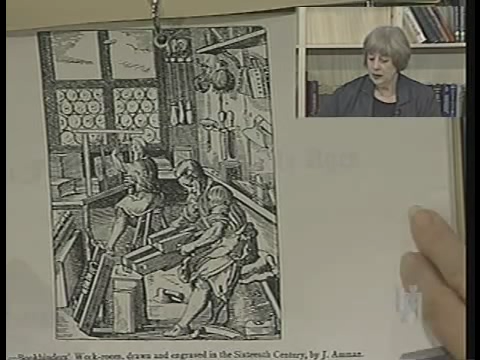 Bookbinders' Work-room, drawn and engraved in the Sixteenth Century, by J. Amman.